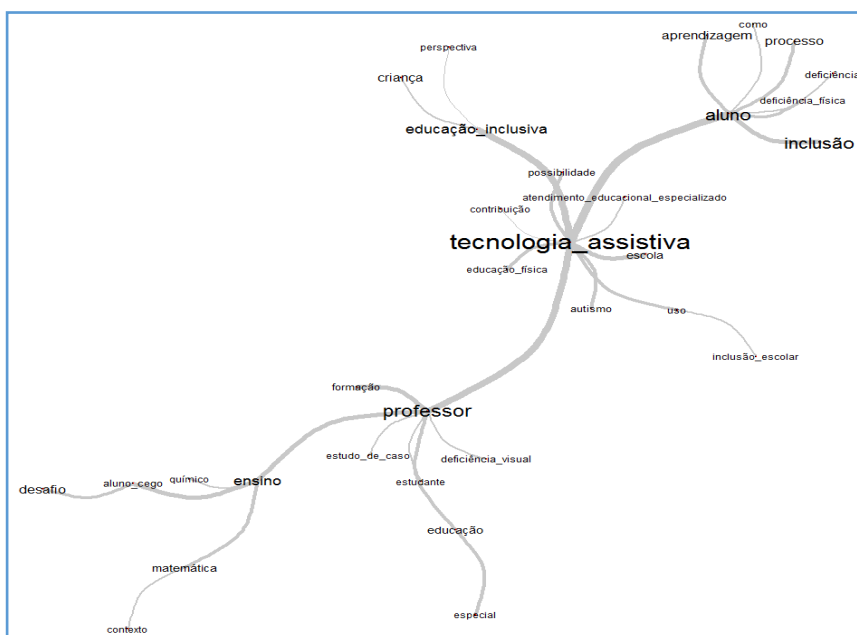 como
aprendizagem
processo
perspectiva
criança
deficiência
deficiência_física
aluno
educação_inclusiva
inclusão
possibilidade
atendimento_educacional_especializado
contribuição
tecnologia_assistiva
escola
educação_física
autismo
uso
inclusão_escolar
formação
professor
estudo_de_caso
deficiência_visual
químico
ensino
estudante
aluno_cego
desafio
educação
matemática
especial
contexto